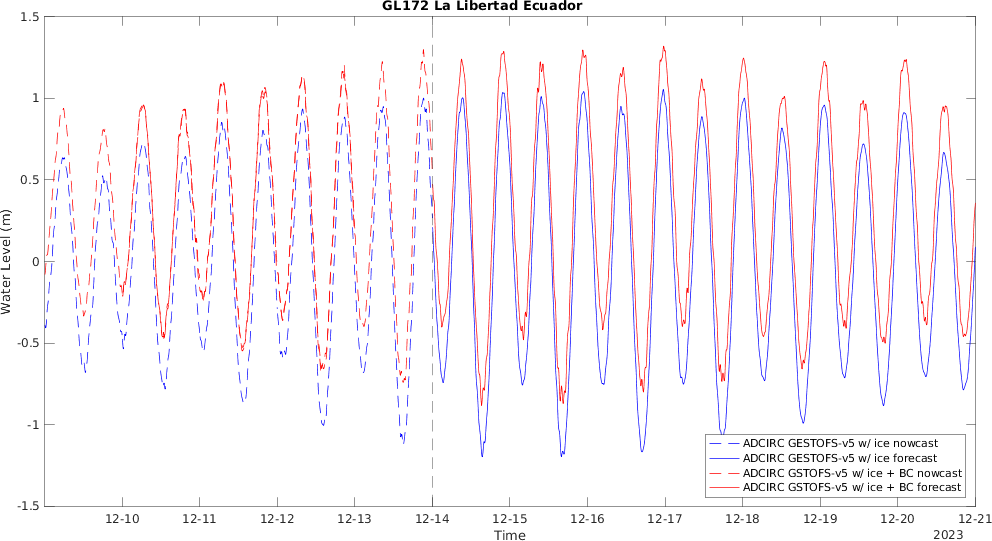 GL172 La Libertad Ecuador
1.5
1
0.5
0
-0.5
-1
-1.5
Water Level (m)
12-10 12-11 12-12 12-13 12-14 12-15 12-16 12-17 12-18 12-19 12-20 12-21
Time
2023
ADCIRC GESTOFS-v5 w/ ice nowcast
ADCIRC GESTOFS-v5 w/ ice forecast
ADCIRC GSTOFS-v5 w/ ice + BC nowcast
ADCIRC GSTOFS-v5 w/ ice + BC forecast